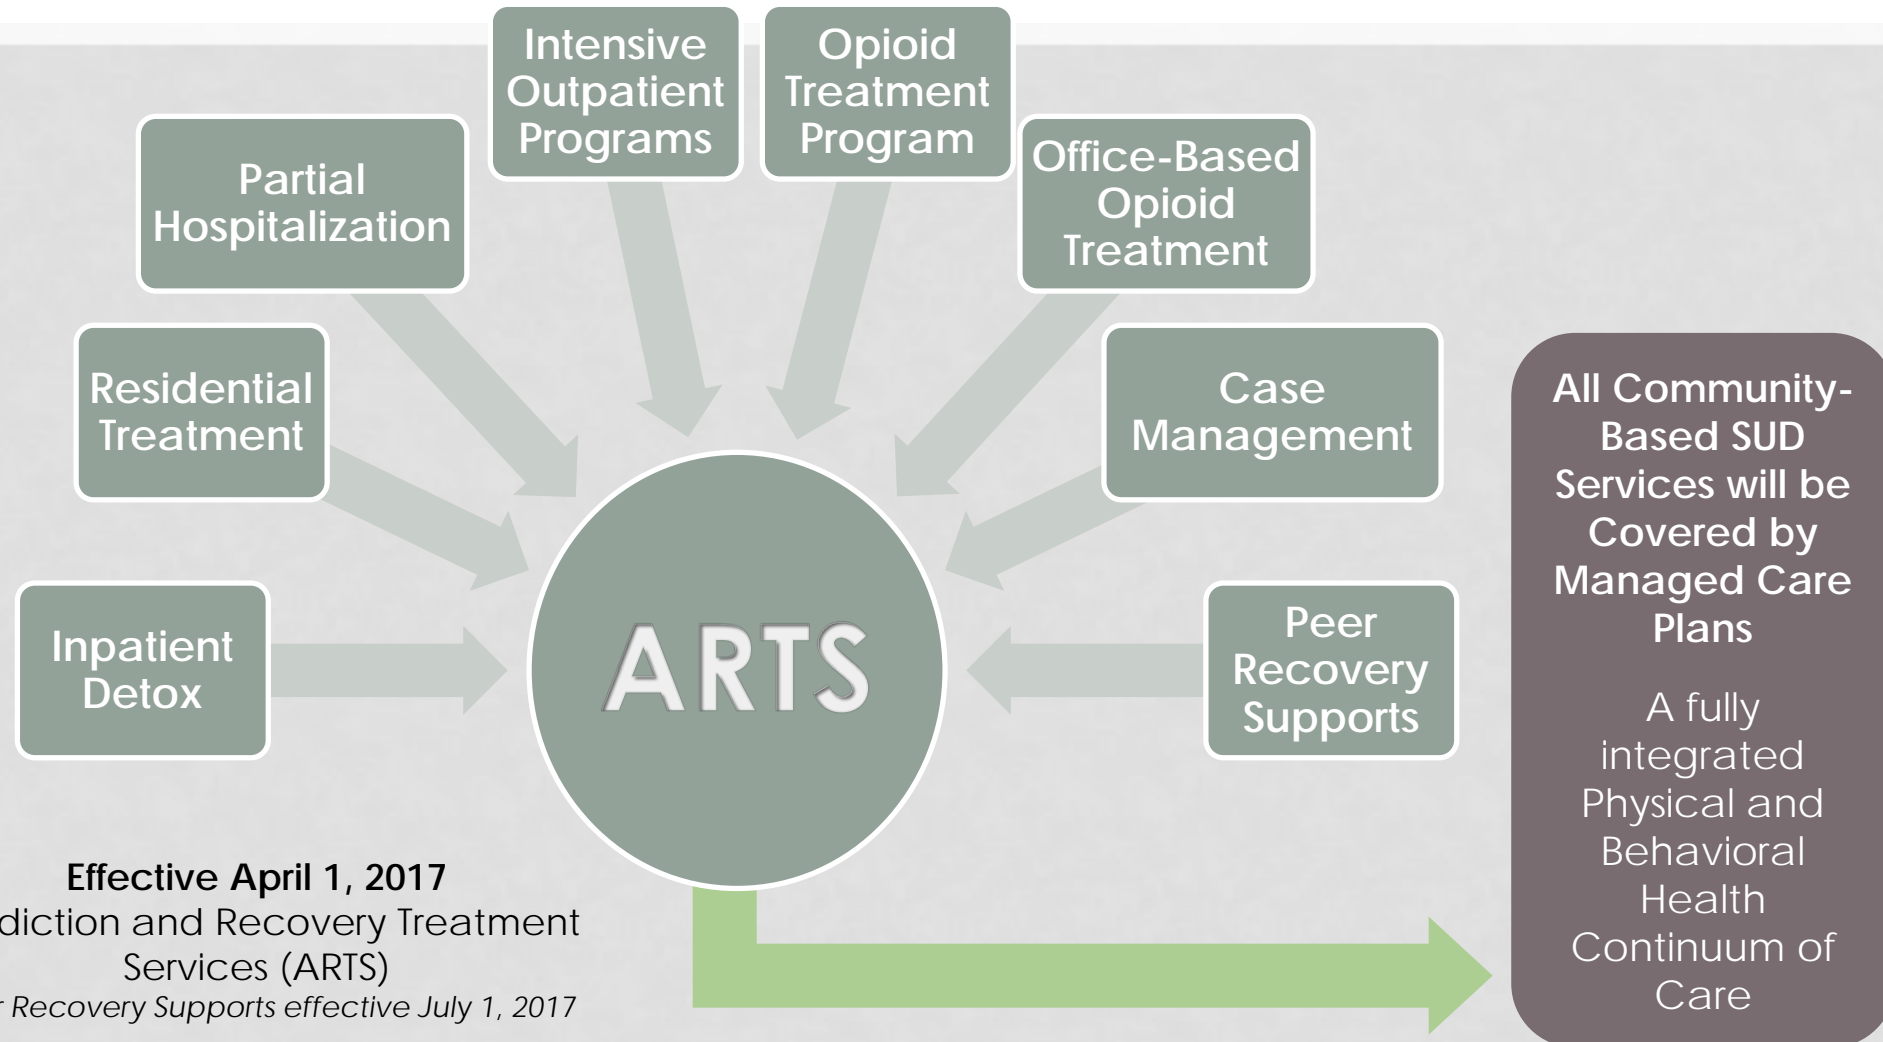 Intensive
Outpatient
Programs
Opioid
Treatment
Program
Partial
Hospitalization
Office-Based
Opioid
Treatment
Residential
Treatment
Case
Management
Inpatient
Detox
ARTS
Peer
Recovery
Supports
All Community-
Based SUD
Services will be
Covered by
Managed Care
Plans
A fully
integrated
Physical and
Behavioral
Health
Continuum of
Care
Effective April 1, 2017
diction and Recovery Treatment
Services (ARTS)
r Recovery Supports effective July 1, 2017